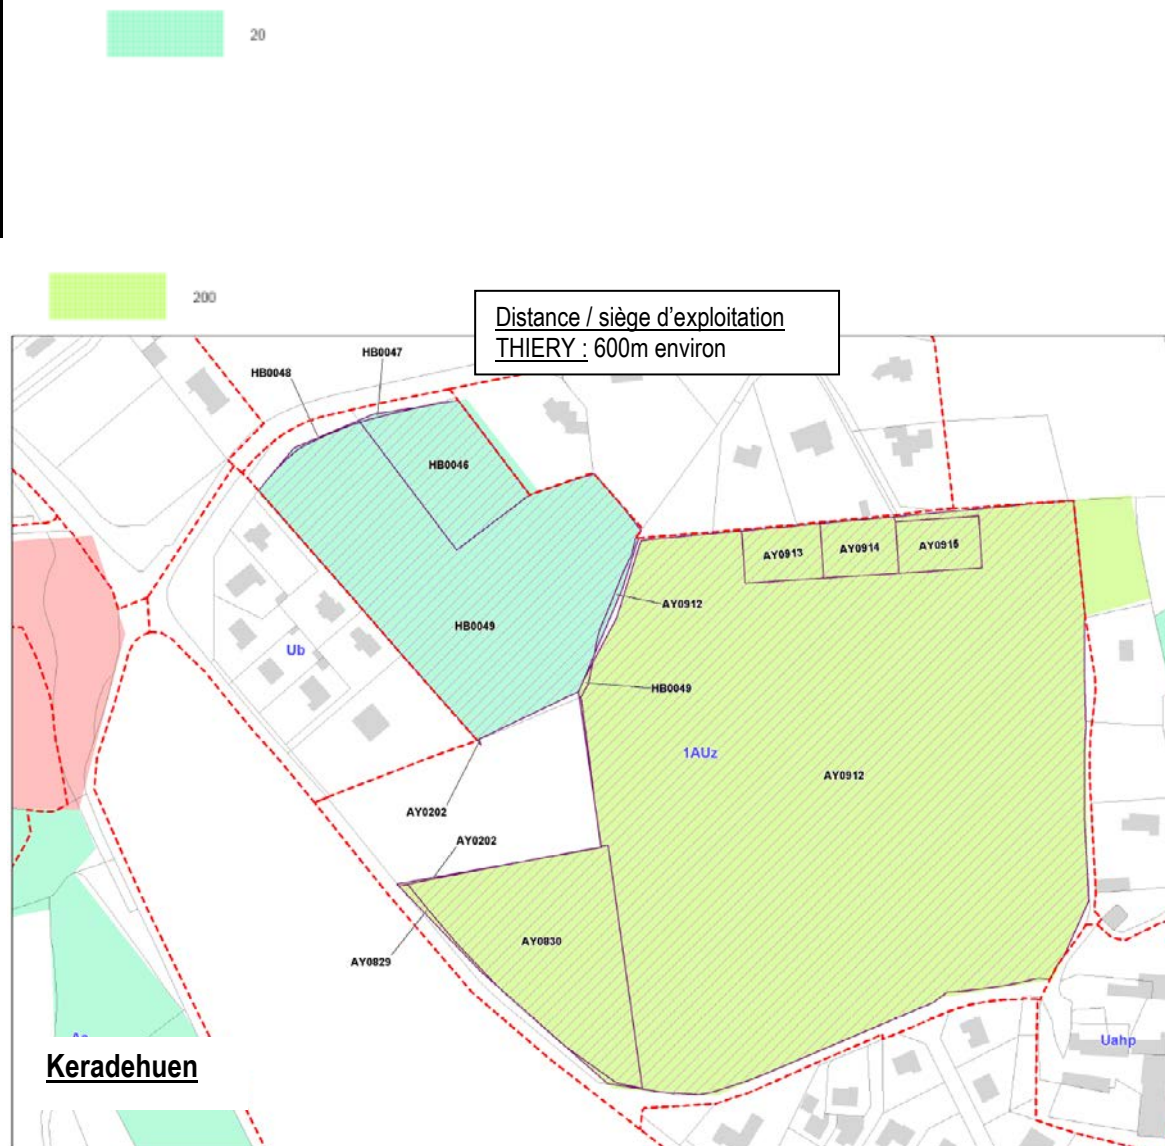 20
200
Distance / siège d’exploitation
THIERY : 600m environ
HB0047
HB0048
HB0046
AY0913
AY0914
AY0915
AY0912
HB0049
Ub
HB0049
1AUz
AY0912
AY0202
AY0202
AY0830
AY0829
Uahp
Keradehuen